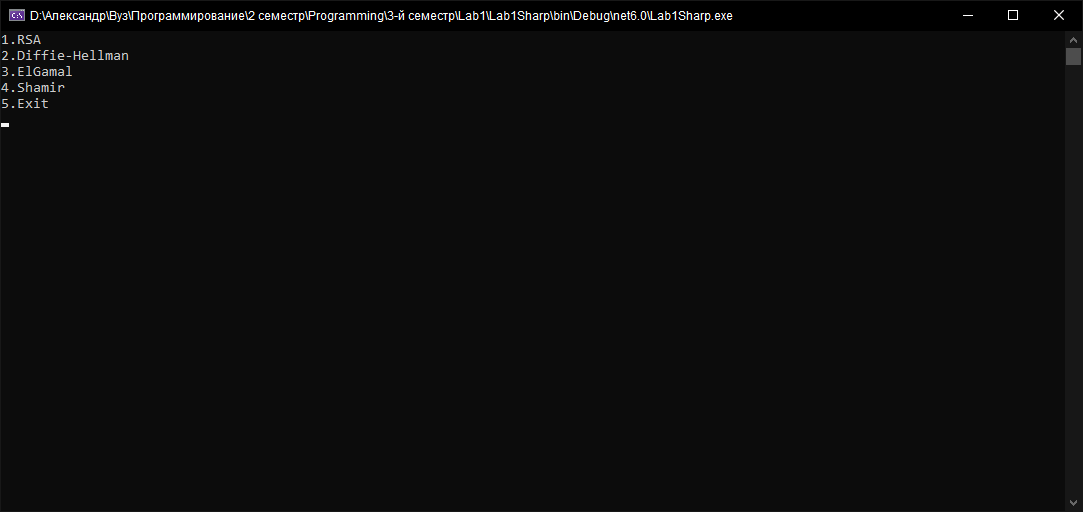 D:\Александр\Вуз\Программирование\2 семестр\Programming\3-й семестр\Lab1\Lab1Sharp\bin\Debug\net6.0\Lab1Sharp.exe
1.RSA
2.Diffie-Hellman
3.ElGamal
4.Shamir
5.Exit